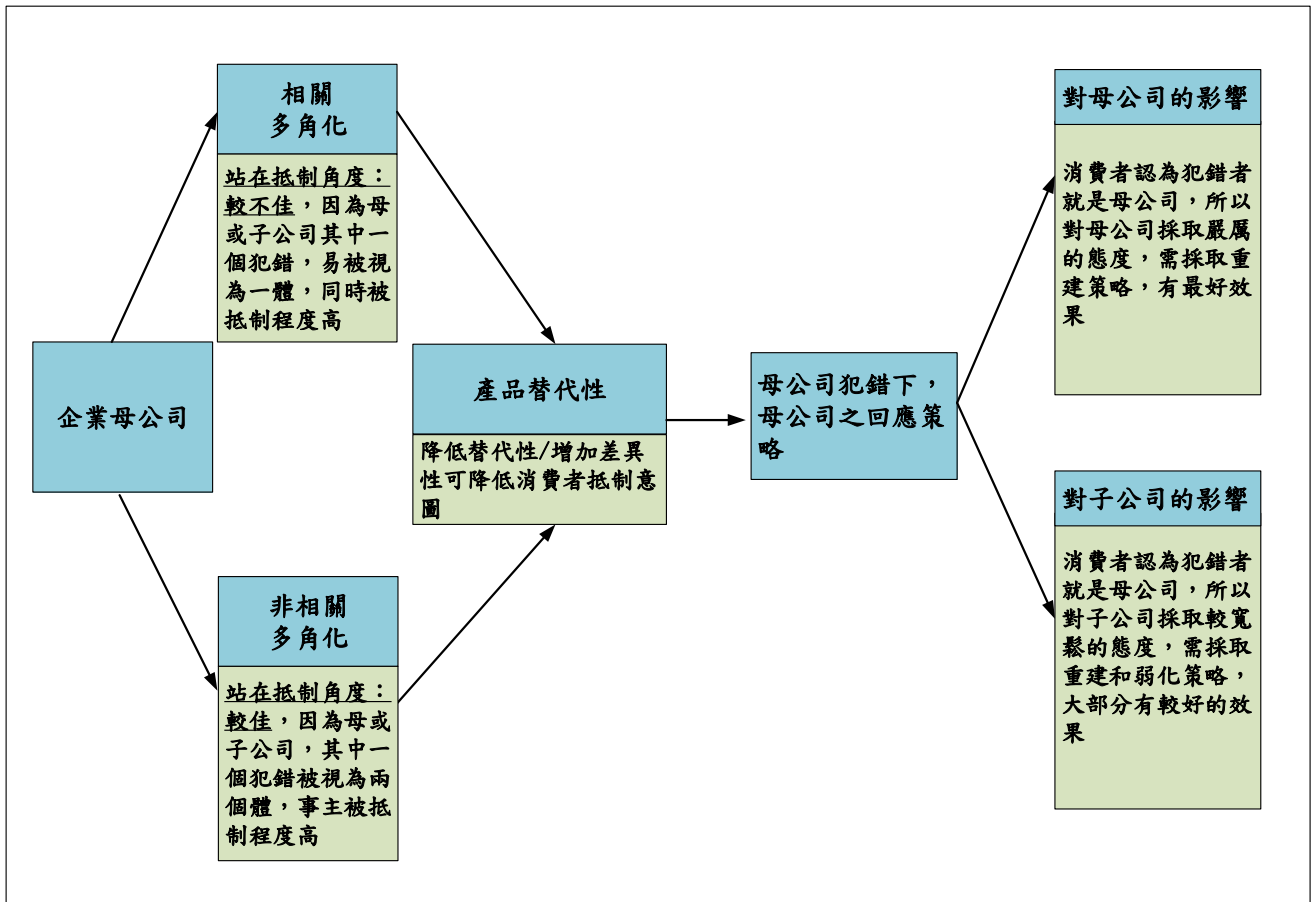 企業母公司
相關
多角化
站在抵制角度：
較不佳，因為母
或子公司其中一
個犯錯，易被視
為一體，同時被
抵制程度高
非相關
多角化
站在抵制角度：
較佳，因為母或
子公司，其中一
個犯錯被視為兩
個體，事主被抵
制程度高
產品替代性
降低替代性/增加差異
性可降低消費者抵制意
圖
母公司犯錯下，
母公司之回應策
略
對母公司的影響
消費者認為犯錯者
就是母公司，所以
對母公司採取嚴厲
的態度，需採取重
建策略，有最好效
果
對子公司的影響
消費者認為犯錯者
就是母公司，所以
對子公司採取較寬
鬆的態度，需採取
重建和弱化策略，
大部分有較好的效
果